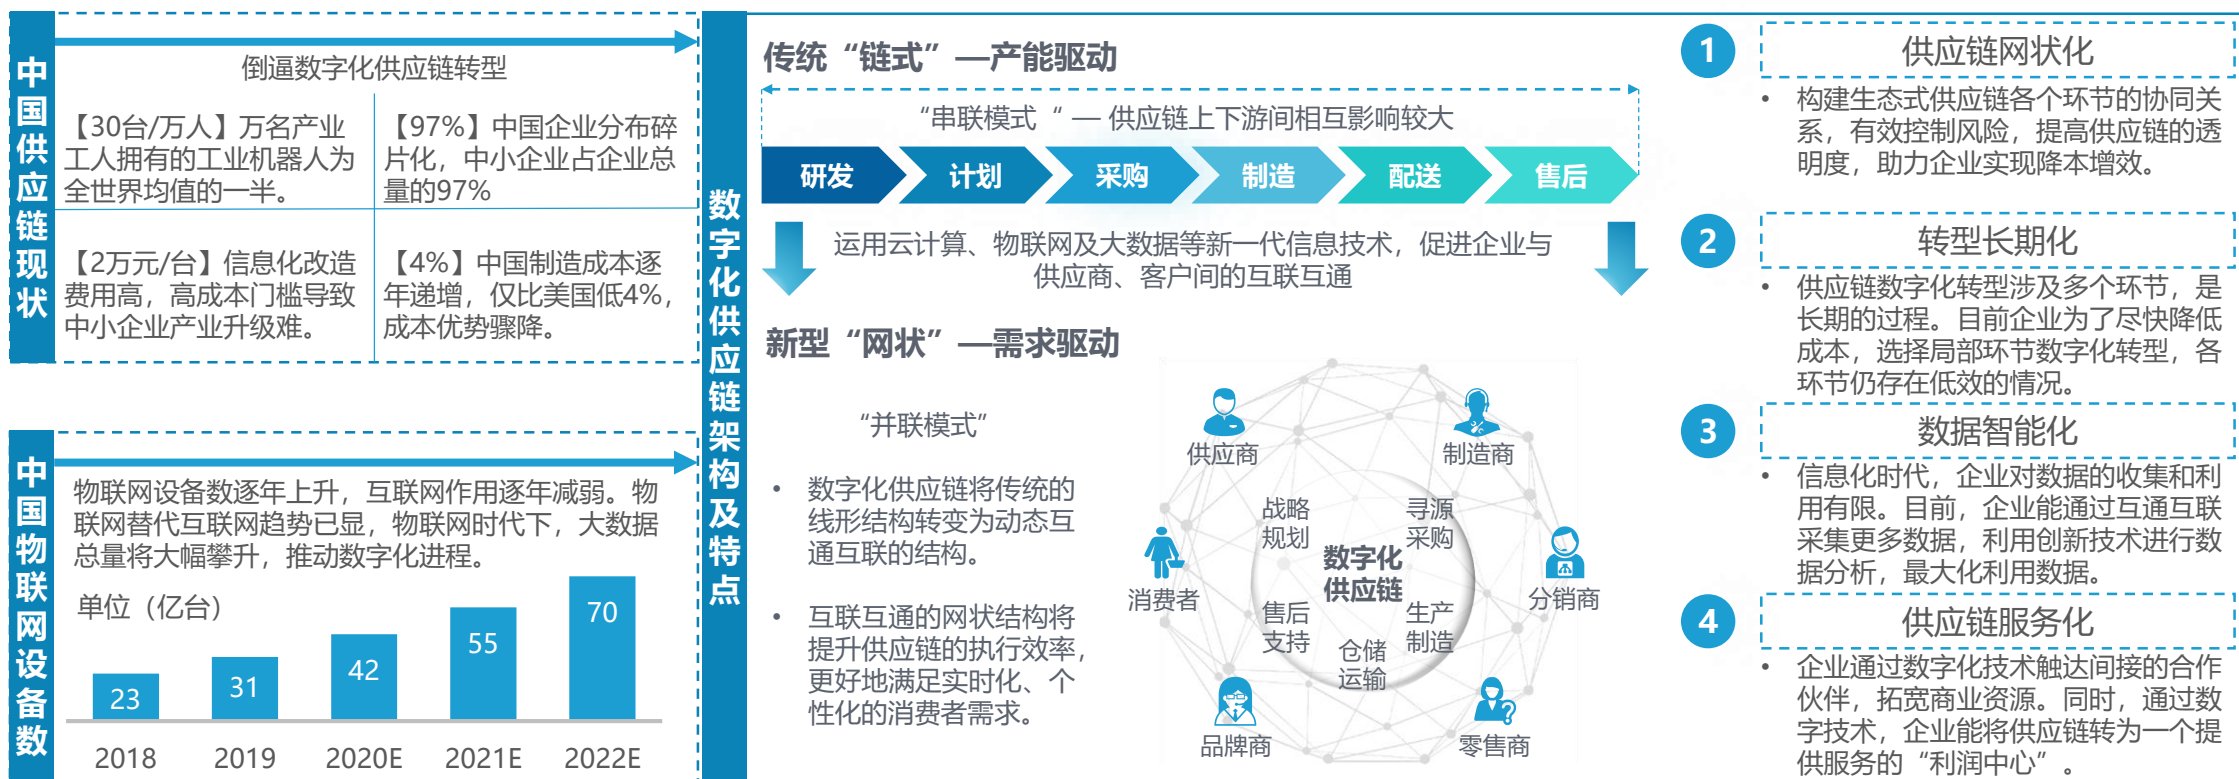 中国供应链现状
倒逼数字化供应链转型
【30台/万人】万名产业
工人拥有的工业机器人为
全世界均值的一半。
【97%】中国企业分布碎
片化，中小企业占企业总
量的97%
【2万元/台】信息化改造
费用高，高成本门槛导致
中小企业产业升级难。
【4%】中国制造成本逐
年递增，仅比美国低4%，
成本优势骤降。
中国物联网设备数
物联网设备数逐年上升，互联网作用逐年减弱。物
联网替代互联网趋势已显，物联网时代下，大数据
总量将大幅攀升，推动数字化进程。
单位（亿台）
23
31
42
55
70
2018
2019
2020E
2021E
2022E
数字化供应链架构及特点
传统“链式”—产能驱动
“串联模式“ — 供应链上下游间相互影响较大
研发
计划
采购
制造
配送
售后
运用云计算、物联网及大数据等新一代信息技术，促进企业与
供应商、客户间的互联互通
新型“网状”—需求驱动
“并联模式”
• 数字化供应链将传统的
线形结构转变为动态互
通互联的结构。
• 互联互通的网状结构将
提升供应链的执行效率，
更好地满足实时化、个
性化的消费者需求。
供应商
制造商
消费者
分销商
品牌商
零售商
战略
规划
寻源
采购
数字化
供应链
售后
支持
生产
制造
仓储
运输
1
供应链网状化
• 构建生态式供应链各个环节的协同关
系，有效控制风险，提高供应链的透
明度，助力企业实现降本增效。
2
转型长期化
• 供应链数字化转型涉及多个环节，是
长期的过程。目前企业为了尽快降低
成本，选择局部环节数字化转型，各
环节仍存在低效的情况。
3
数据智能化
• 信息化时代，企业对数据的收集和利
用有限。目前，企业能通过互通互联
采集更多数据，利用创新技术进行数
据分析，最大化利用数据。
4
供应链服务化
• 企业通过数字化技术触达间接的合作
伙伴，拓宽商业资源。同时，通过数
字技术，企业能将供应链转为一个提
供服务的“利润中心”。